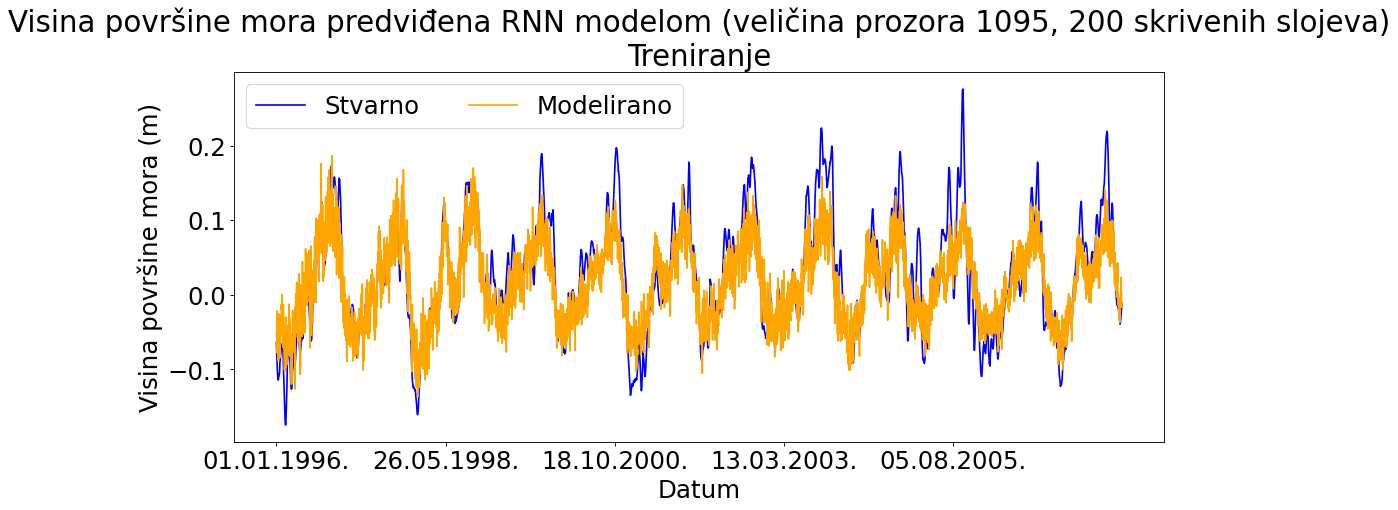 Visina površine mora predviđena RNN modelom (veličina prozora 1095, 200 skrivenih slojeva)
Treniranje
Stvarno Modelirano
Visina površine mora (m)
0.2
0.1
0.0
−0.1
01.01.1996. 26.05.1998. 18.10.2000. 13.03.2003. 05.08.2005.
Datum